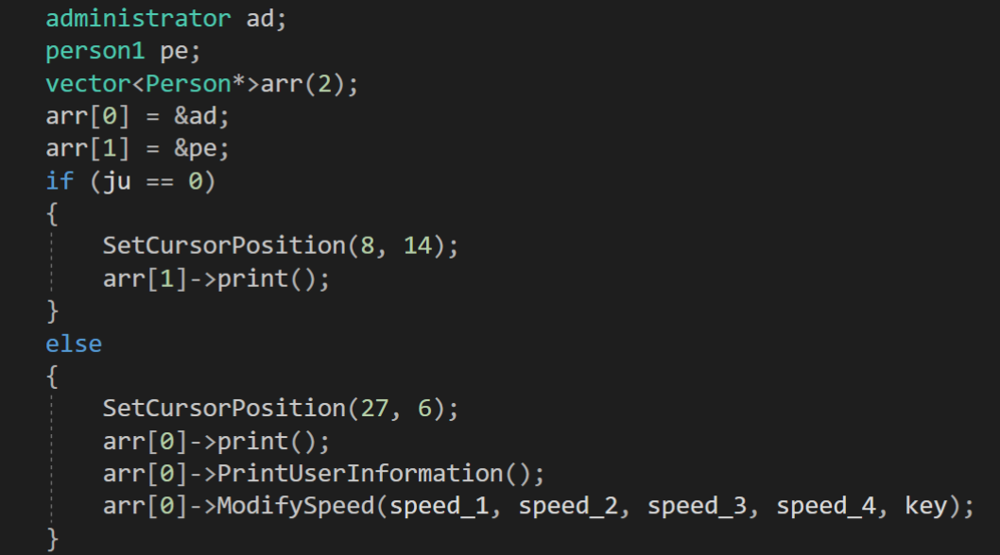 administrator ad;
person1 pe;
vector<Person*>arr(2);
arr[0] = &ad;
arr[1] = &pe;
if (ju == 0)
{
    SetCursorPosition(8, 14);
    arr[1]->print();
}
else
{
    SetCursorPosition(27, 6);
    arr[0]->print();
    arr[0]->PrintUserInformation();
    arr[0]->ModifySpeed(speed_1, speed_2, speed_3, speed_4, key);
}